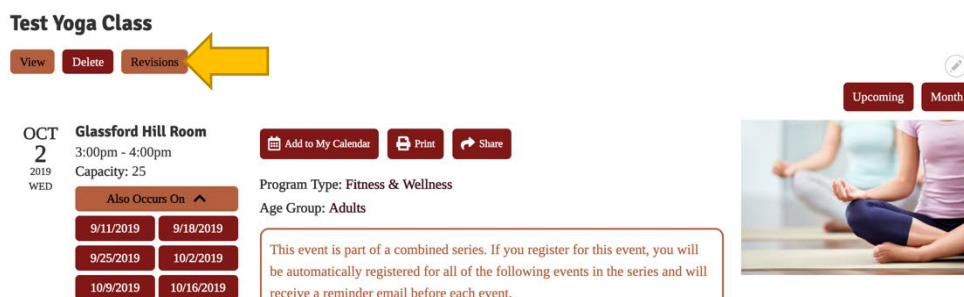 Test Yoga Class
View Delete Revisions
Upcoming Month
OCT
2
2019
WED
Glassford Hill Room
3:00pm - 4:00pm
Capacity: 25
Also Occurs On
9/11/2019 9/18/2019
9/25/2019 10/2/2019
10/9/2019 10/16/2019
Add to My Calendar Print Share
Program Type: Fitness & Wellness
Age Group: Adults
This event is part of a combined series. If you register for this event, you will
be automatically registered for all of the following events in the series and will
receive a reminder email before each event.